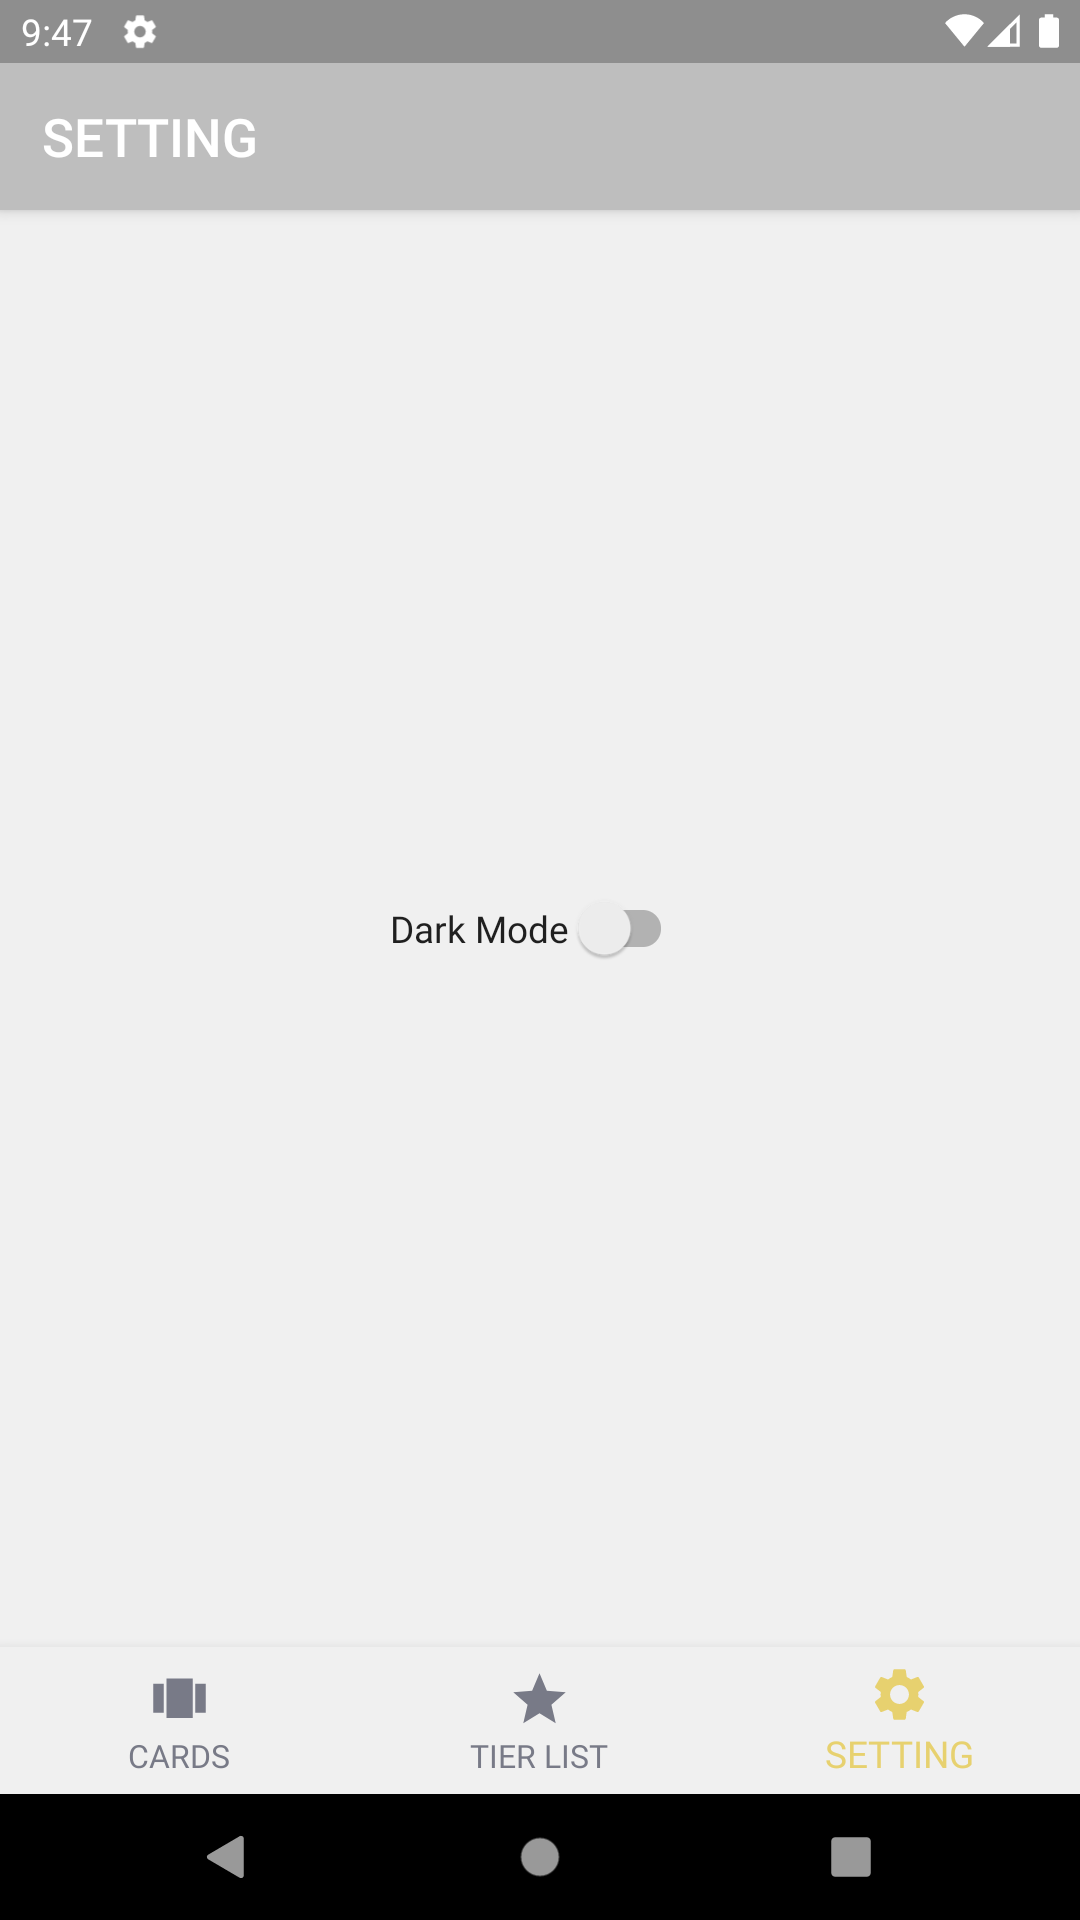 9:47
SETTING
Dark Mode
CARDS
TIER LIST
SETTING